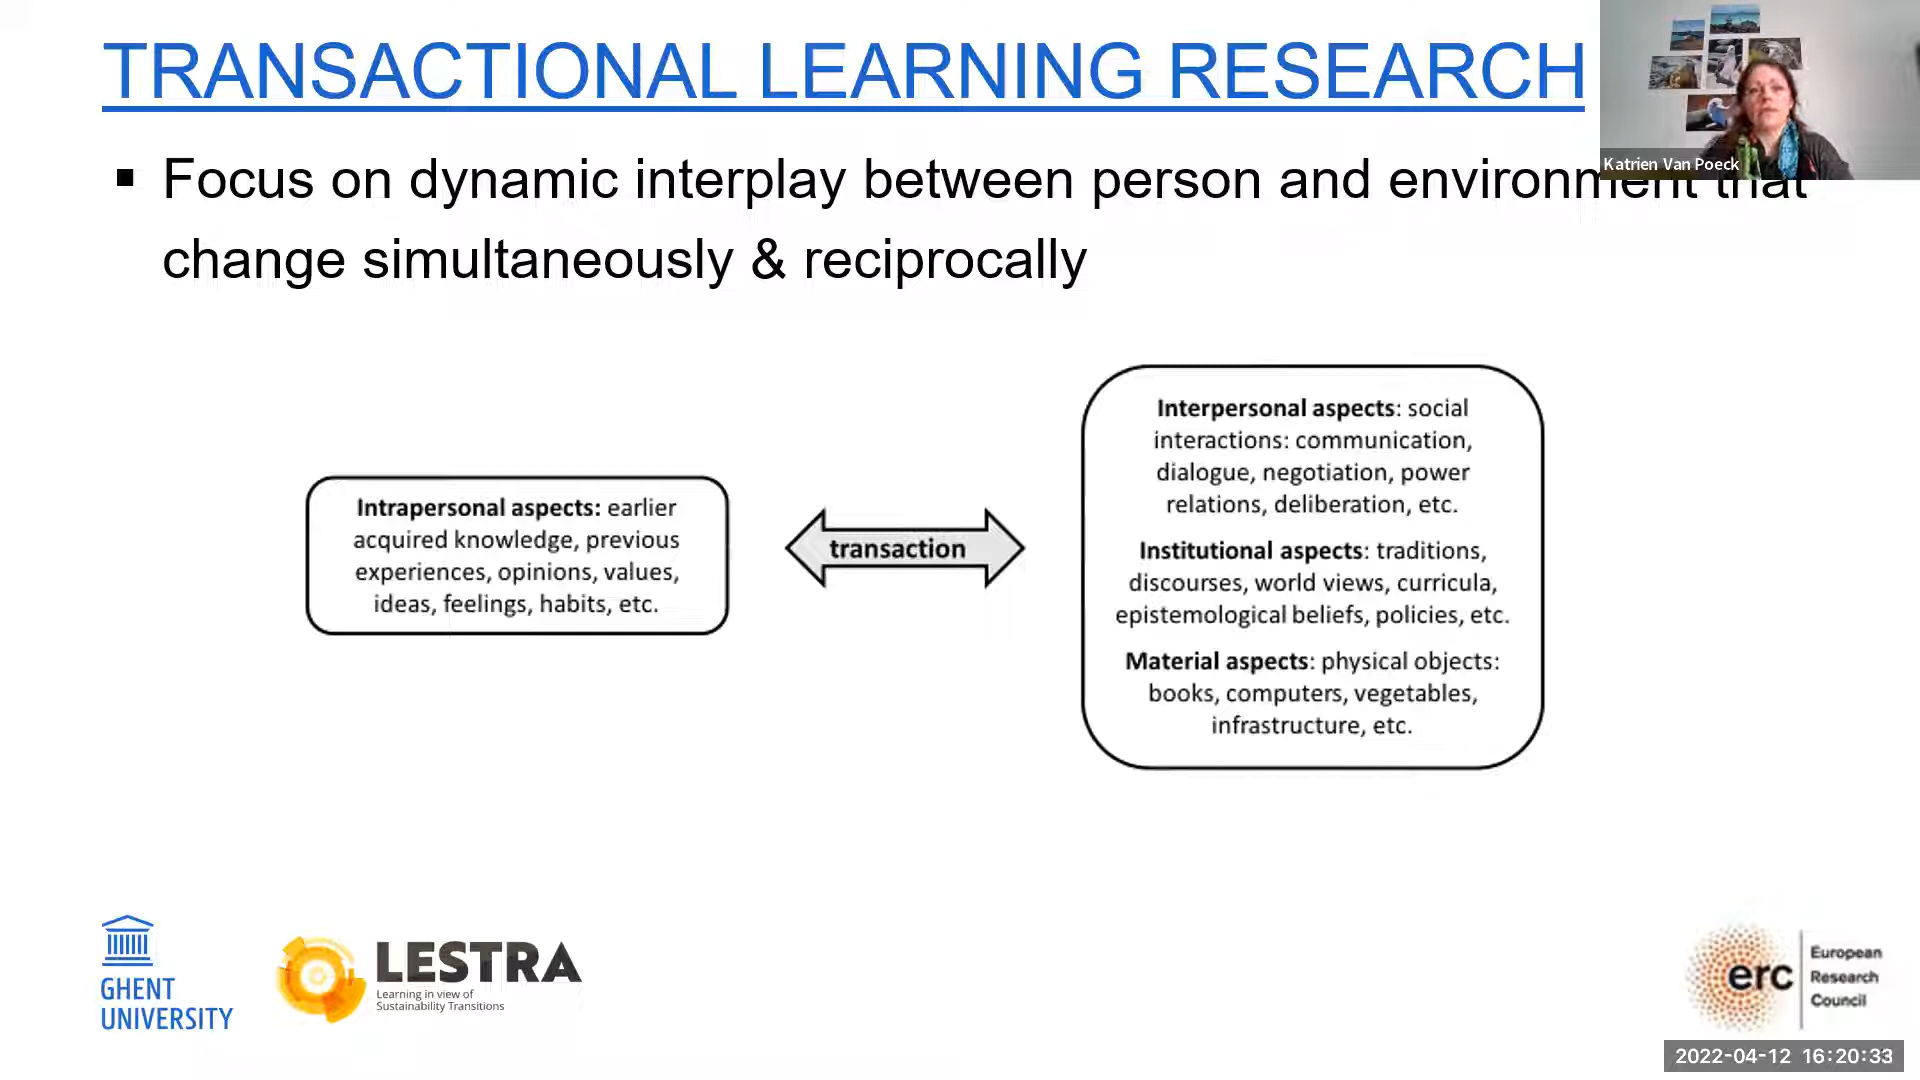 TRANSACTIONAL LEARNING RESEARCH
Katrien Van Poeck
▪ Focus on dynamic interplay between person and environment that
change simultaneously & reciprocally
Intrapersonal aspects: earlier
acquired knowledge, previous
experiences, opinions, values,
ideas, feelings, habits, etc.
transaction
Interpersonal aspects: social
interactions: communication,
dialogue, negotiation, power
relations, deliberation, etc.
Institutional aspects: traditions,
discourses, world views, curricula,
epistemological beliefs, policies, etc.
Material aspects: physical objects:
books, computers, vegetables,
infrastructure, etc.
GHENT
UNIVERSITY
LESTRA
Learning in view of
Sustainability Transitions
erc
European
Research
Council
2022-04-12 16:20:33